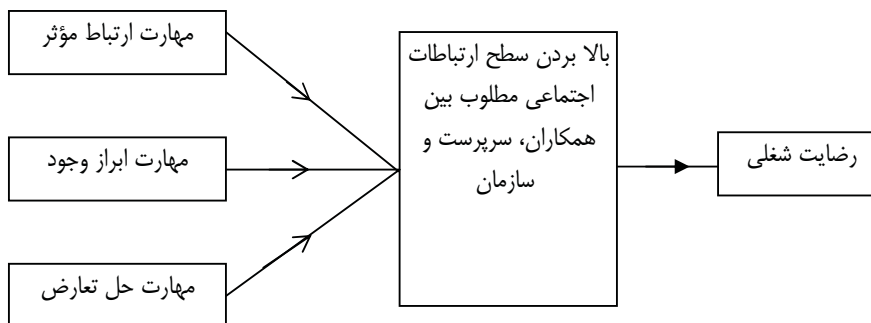 مهارت ارتباط مؤثر
مهارت ابراز وجود
مهارت حل تعارض
بالا بردن سطح ارتباطات
اجتماعی مطلوب بین
همکاران، سرپرست و
سازمان
رضایت شغلی